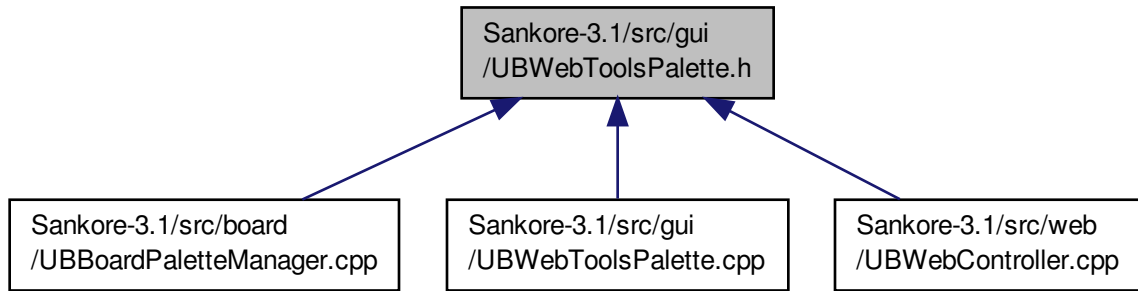 Sankore-3.1/src/gui
/UBWebToolsPalette.h
Sankore-3.1/src/board
/UBBoardPaletteManager.cpp
Sankore-3.1/src/gui
/UBWebToolsPalette.cpp
Sankore-3.1/src/web
/UBWebController.cpp